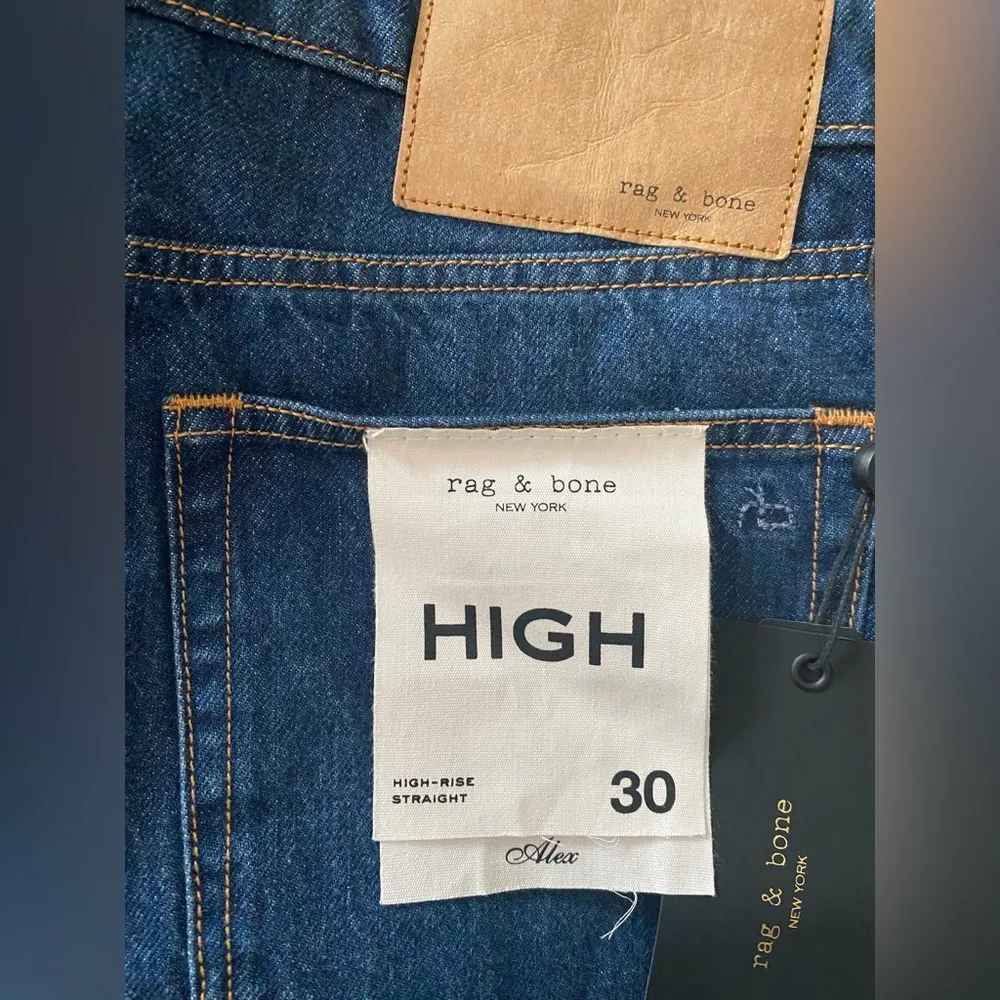 rag & bone
NEW YORK
rag & bone
NEW YORK
HIGH
HIGH-RISE
STRAIGHT
30
Alex
rag & bone
NEW YORK